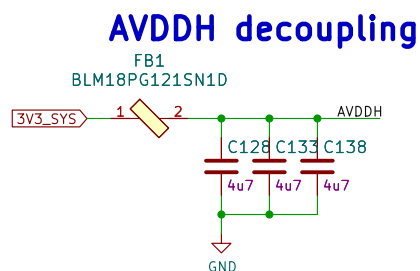 AVDDH decoupling
FB1
BLM18PG121SN1D
3V3_SYS
1
2
AVDDH
C128
C133
C138
4u7
4u7
4u7
GND